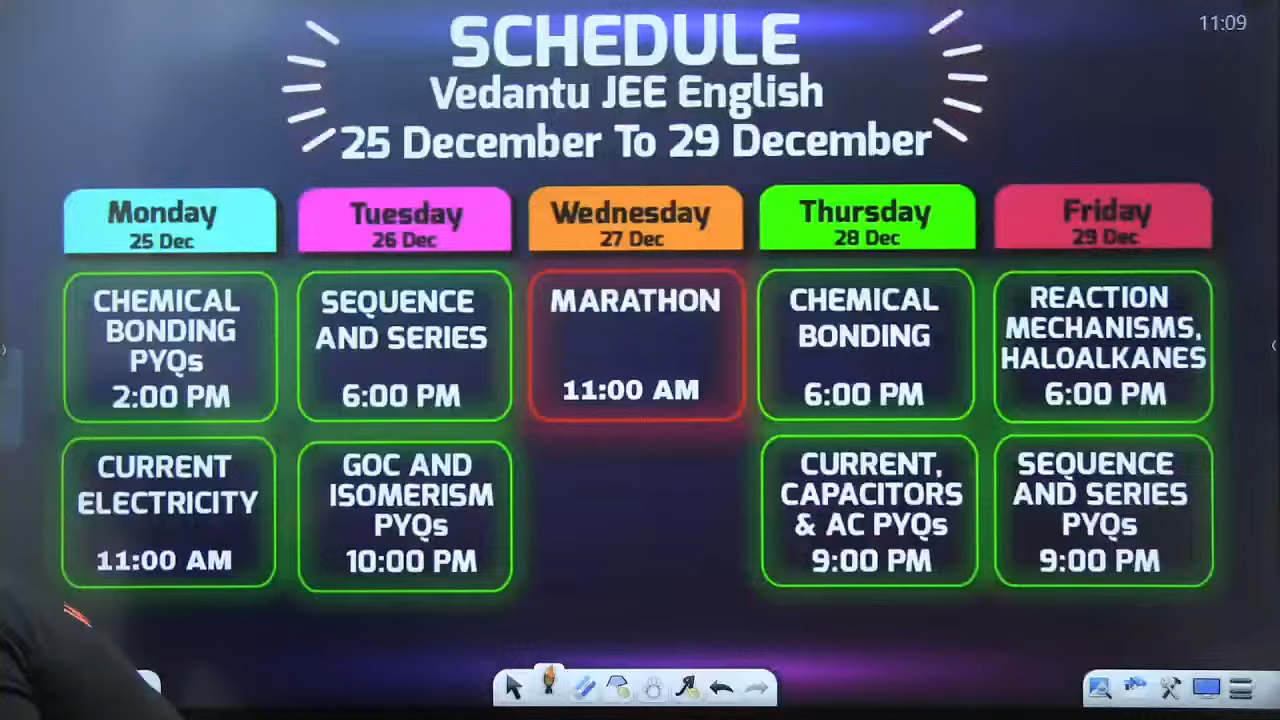 11:09
SCHEDULE
Vedantu JEE English
25 December To 29 December
Monday
25 Dec
CHEMICAL
BONDING
PYQs
2:00 PM
CURRENT
ELECTRICITY
11:00 AM
Tuesday
26 Dec
SEQUENCE
AND SERIES
6:00 PM
GOC AND
ISOMERISM
PYQs
10:00 PM
Wednesday
27 Dec
MARATHON
11:00 AM
Thursday
28 Dec
CHEMICAL
BONDING
6:00 PM
CURRENT,
CAPACITORS
& AC PYQs
9:00 PM
Friday
29 Dec
REACTION
MECHANISMS,
HALOALKANES
6:00 PM
SEQUENCE
AND SERIES
PYQs
9:00 PM